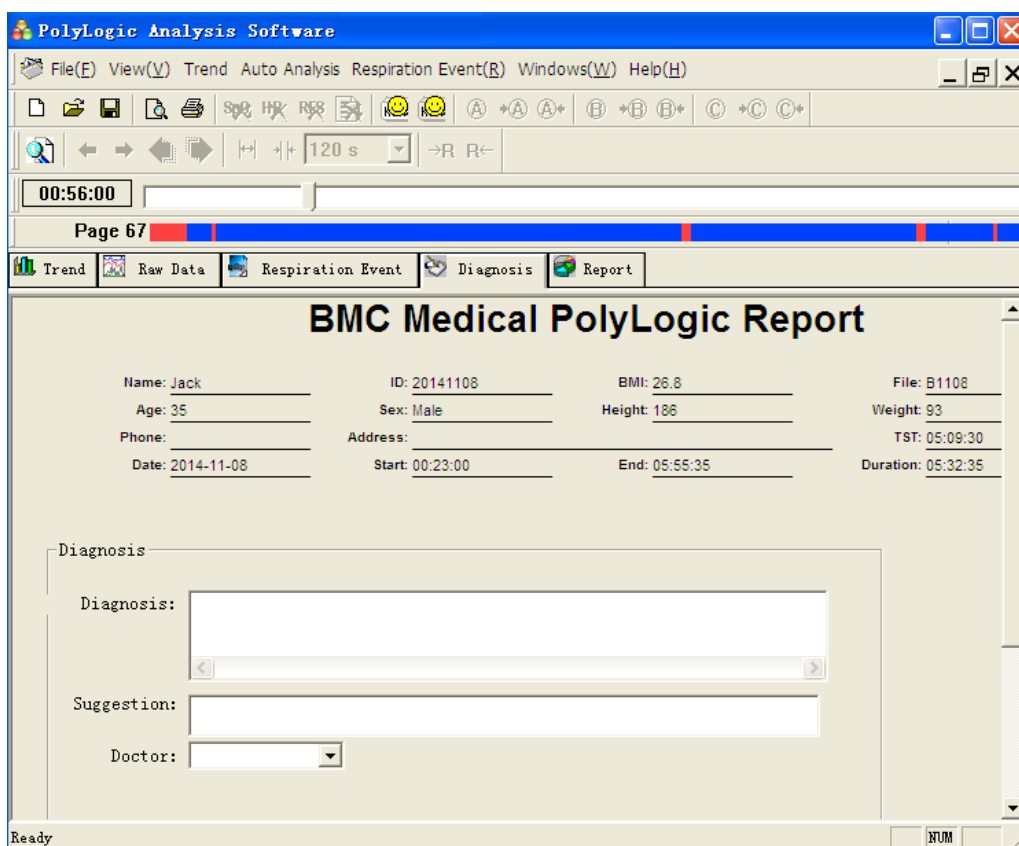 PolyLogic Analysis Software
File(F) View(V) Trend Auto Analysis Respiration Event(R) Windows(W) Help(H)
SpO₂ HR RES A A A B B B C C C
120 s R R
00:56:00
Page 67
Trend Raw Data Respiration Event Diagnosis Report
BMC Medical PolyLogic Report
Name: Jack ID: 20141108 BMI: 26.8 File: B1108
Age: 35 Sex: Male Height: 186 Weight: 93
Phone: Address: TST: 05:09:30
Date: 2014-11-08 Start: 00:23:00 End: 05:55:35 Duration: 05:32:35
Diagnosis
Diagnosis:
Suggestion:
Doctor:
Ready NUM